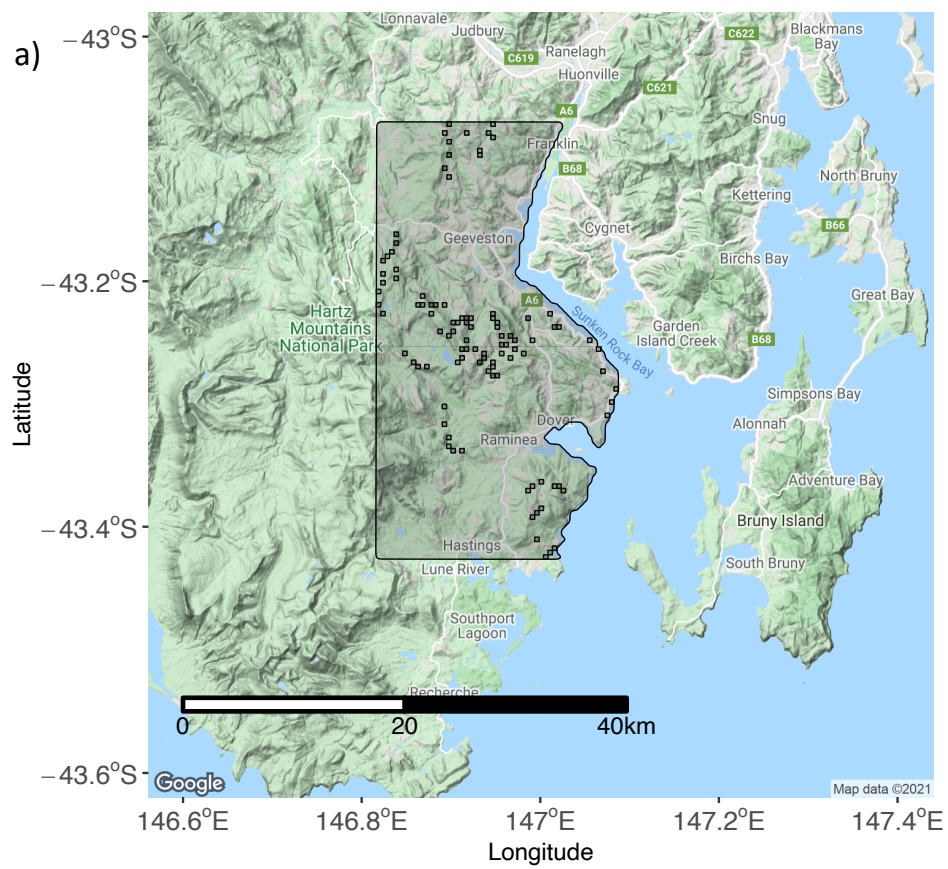 a)
Lonnavale
Judbury
Ranelagh
C619
Huonville
C622
Blackmans
Bay
C621
A6
Snug
Franklin
B68
North Bruny
Kettering
B66
Cygnet
Geeveston
Birchs Bay
Great Bay
A6
Hartz
Mountains
National Park
Sunken Rock Bay
Garden
Island Creek
B68
Simpsons Bay
Dover
Alonnah
Raminea
Adventure Bay
Bruny Island
Hastings
South Bruny
Lune River
Southport
Lagoon
Recherche
0 20 40km
Google
Map data ©2021
−43°S
−43.2°S
−43.4°S
−43.6°S
Latitude
146.6°E 146.8°E 147°E 147.2°E 147.4°E
Longitude